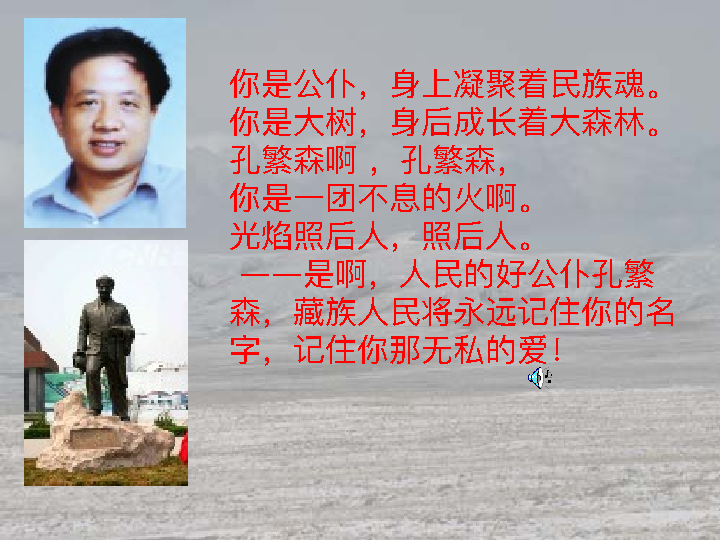 你是公仆，身上凝聚着民族魂。
你是大树，身后成长着大森林。
孔繁森啊 ，孔繁森，
你是一团不息的火啊。
光焰照后人，照后人。
一一是啊，人民的好公仆孔繁
森，藏族人民将永远记住你的名
字，记住你那无私的爱！